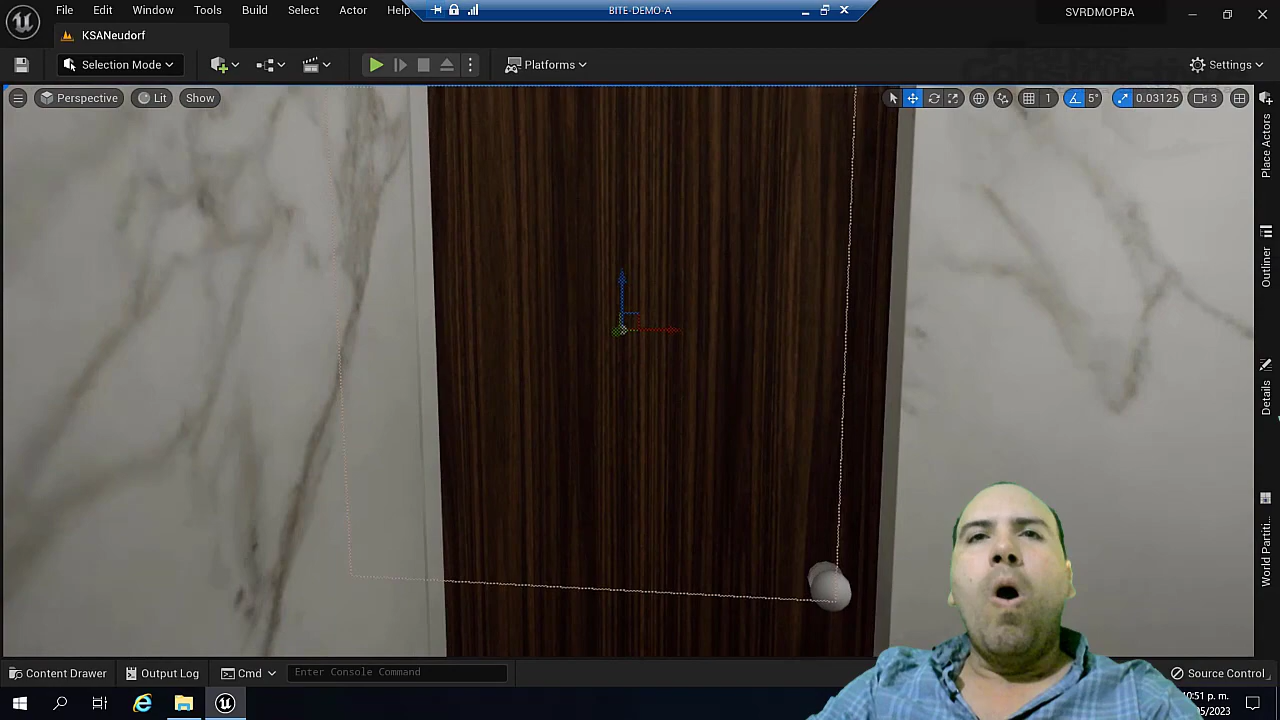 File Edit Window Tools Build Select Actor Help
BITE-DEMO-A
SVRDMOPBA
KSANeudorf
Selection Mode
Platforms
Settings
Perspective
Lit
Show
1
5°
0.03125
3
Place Actors
Outliner
Details
World Partiti...
Content Drawer
Output Log
Cmd
Enter Console Command
Source Control
10:51 p. m.
05/2023